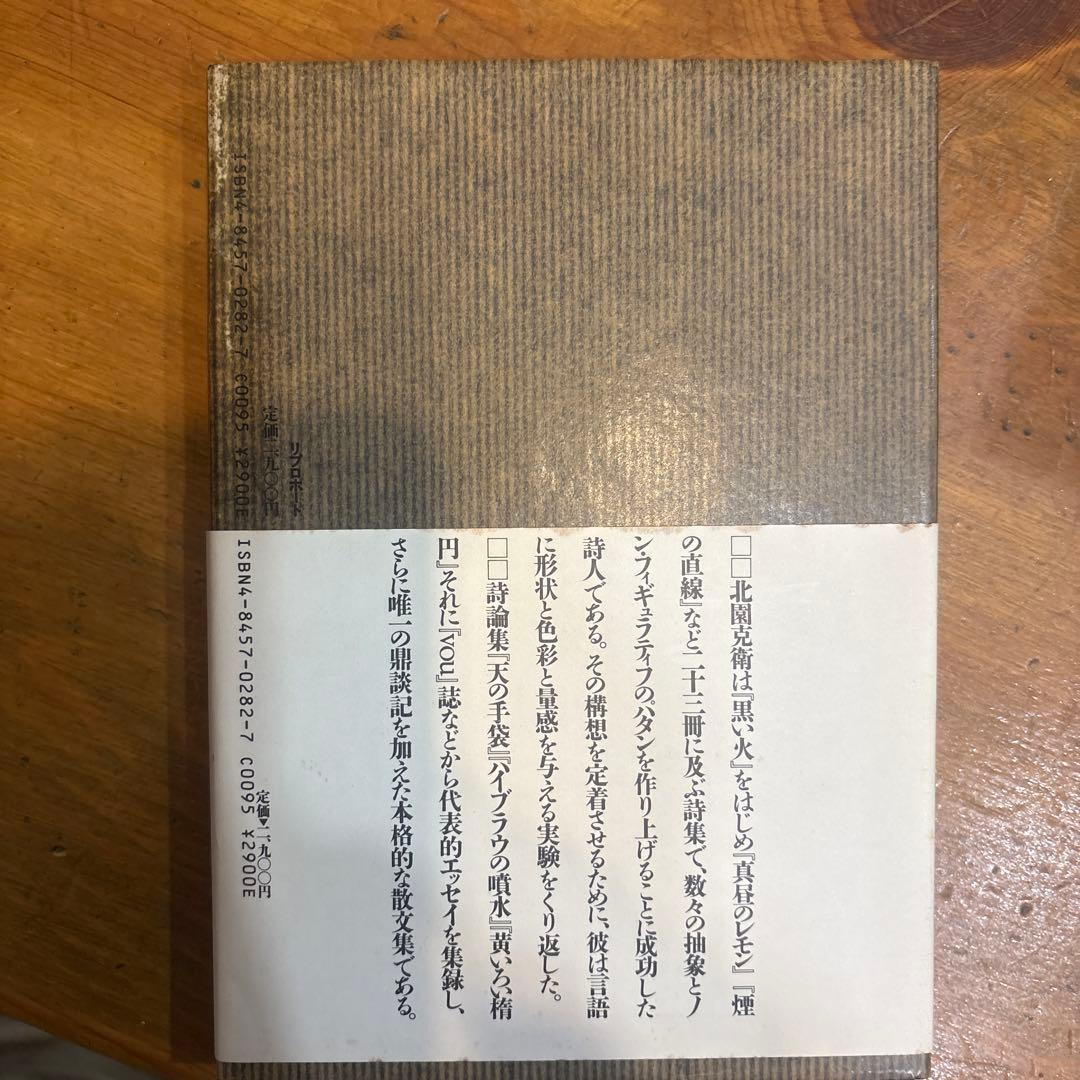 □□北園克衛は『黒い火』をはじめ『真昼のレモン』『煙
の直線』など二十三冊に及ぶ詩集で、数々の抽象とノ
ン・フィギュラティフのパタンを作り上げることに成功した
詩人である。その構想を定着させるために、彼は言語
に形状と色彩と量感を与える実験をくり返した。
□□詩論集『天の手袋』『ハイブラウの噴水』『黄いろい楕
円』それに『VOU』誌などから代表的エッセイを集録し、
さらに唯一の鼎談記を加えた本格的な散文集である。
定価▼二、九〇〇円
ISBN4-8457-0282-7 C0095 ¥2900E
リブロポート
定価二、九〇〇円
ISBN4-8457-0282-7 C0095 ¥2900E